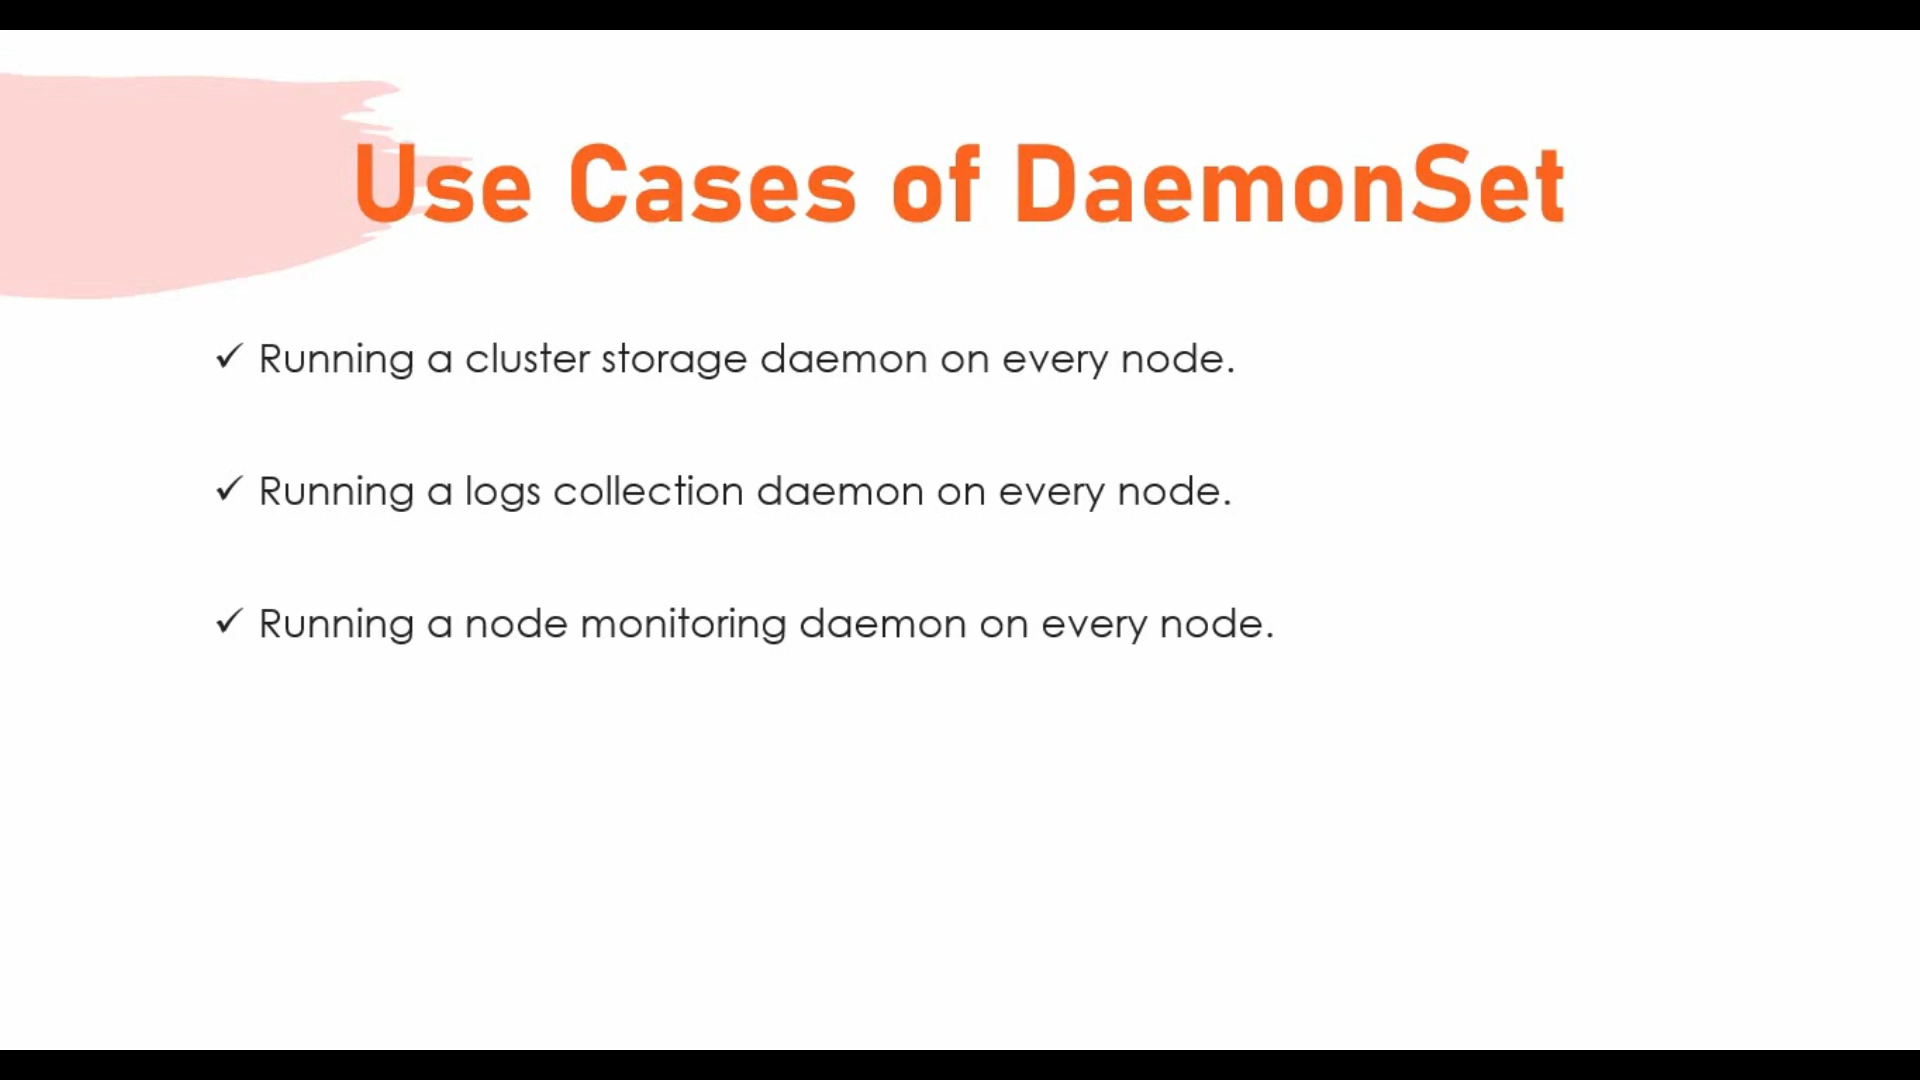 Use Cases of DaemonSet
✓ Running a cluster storage daemon on every node.
✓ Running a logs collection daemon on every node.
✓ Running a node monitoring daemon on every node.